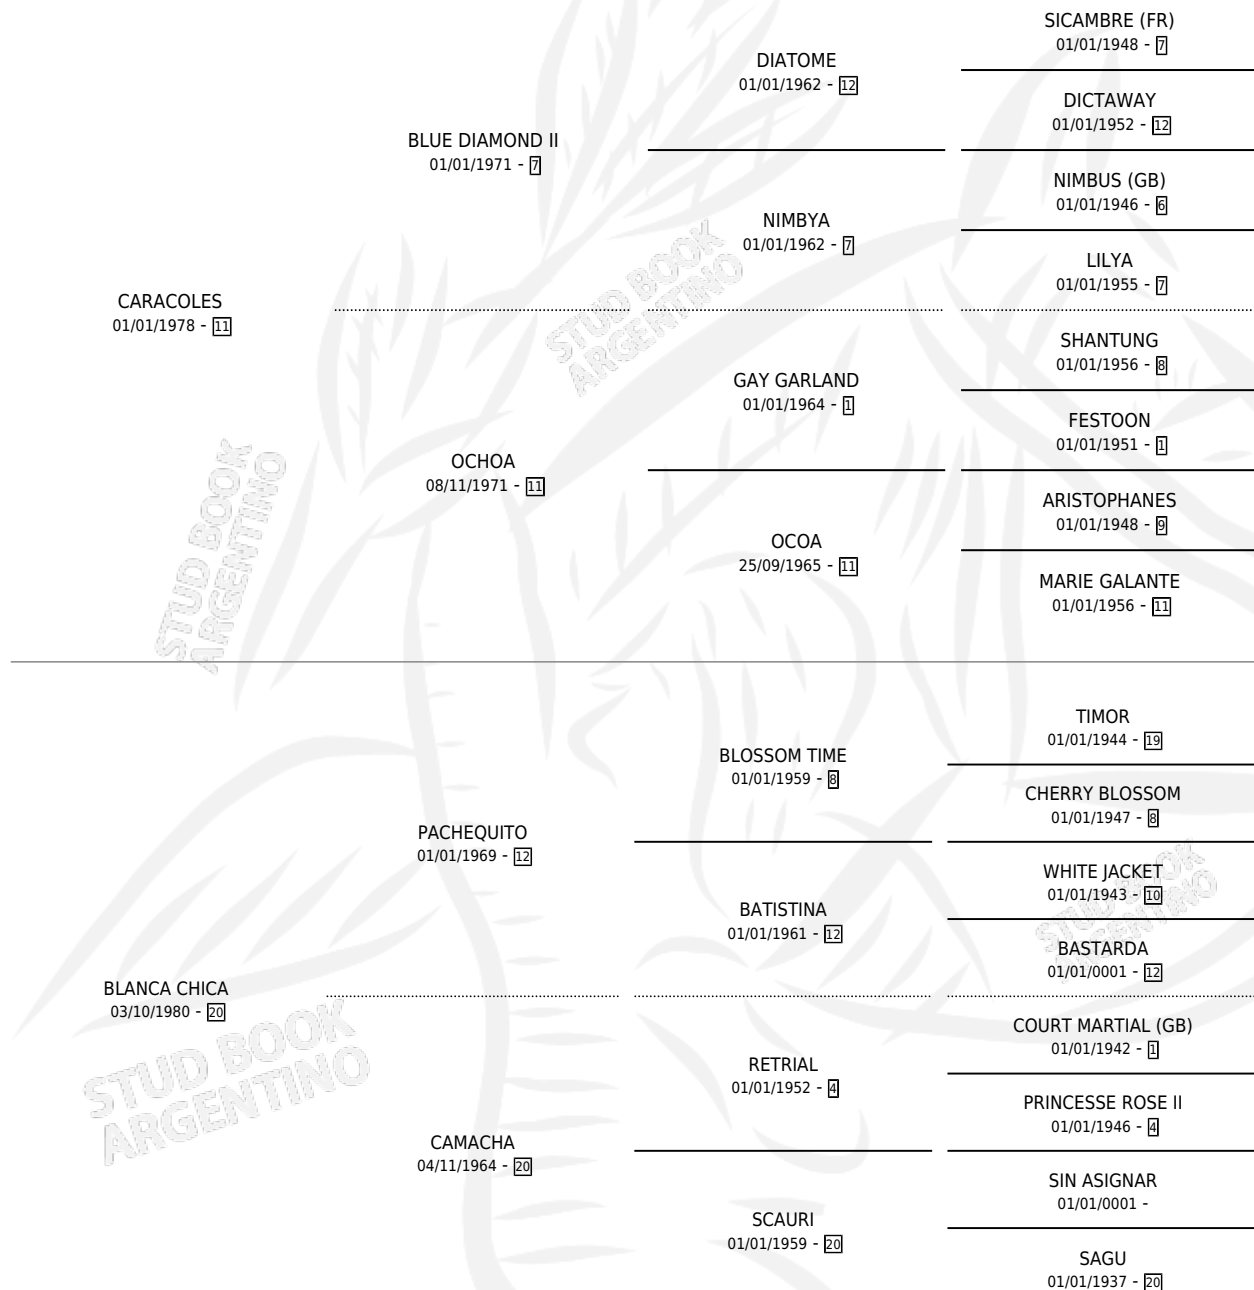 SICAMBRE (FR)
01/01/1948 - 7
DIATOME
01/01/1962 - 12
DICTAWAY
01/01/1952 - 12
BLUE DIAMOND II
01/01/1971 - 7
NIMBUS (GB)
01/01/1946 - 6
NIMBYA
01/01/1962 - 7
LILYA
01/01/1955 - 7
CARACOLES
01/01/1978 - 11
STUD BOOK
ARGENTINO
SHANTUNG
01/01/1956 - 8
GAY GARLAND
01/01/1964 - 1
FESTOON
01/01/1951 - 1
OCHOA
08/11/1971 - 11
ARISTOPHANES
01/01/1948 - 9
OCOA
25/09/1965 - 11
MARIE GALANTE
01/01/1956 - 11
STUD BOOK
ARGENTINO
TIMOR
01/01/1944 - 19
BLOSSOM TIME
01/01/1959 - 8
CHERRY BLOSSOM
01/01/1947 - 8
PACHEQUITO
01/01/1969 - 12
WHITE JACKET
01/01/1943 - 10
BATISTINA
01/01/1961 - 12
STUD BOOK
ARGENTINO
BASTARDA
01/01/0001 - 12
BLANCA CHICA
03/10/1980 - 20
STUD BOOK
ARGENTINO
COURT MARTIAL (GB)
01/01/1942 - 1
RETRIAL
01/01/1952 - 4
PRINCESSE ROSE II
01/01/1946 - 4
CAMACHA
04/11/1964 - 20
SIN ASIGNAR
01/01/0001 -
SCAURI
01/01/1959 - 20
SAGU
01/01/1937 - 20